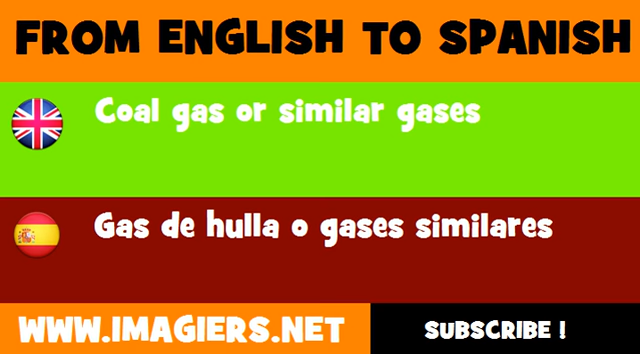 FROM ENGLISH TO SPANISH
Coal gas or similar gases
Gas de hulla o gases similares
WWW.IMAGIERS.NET
SUBSCRIBE !